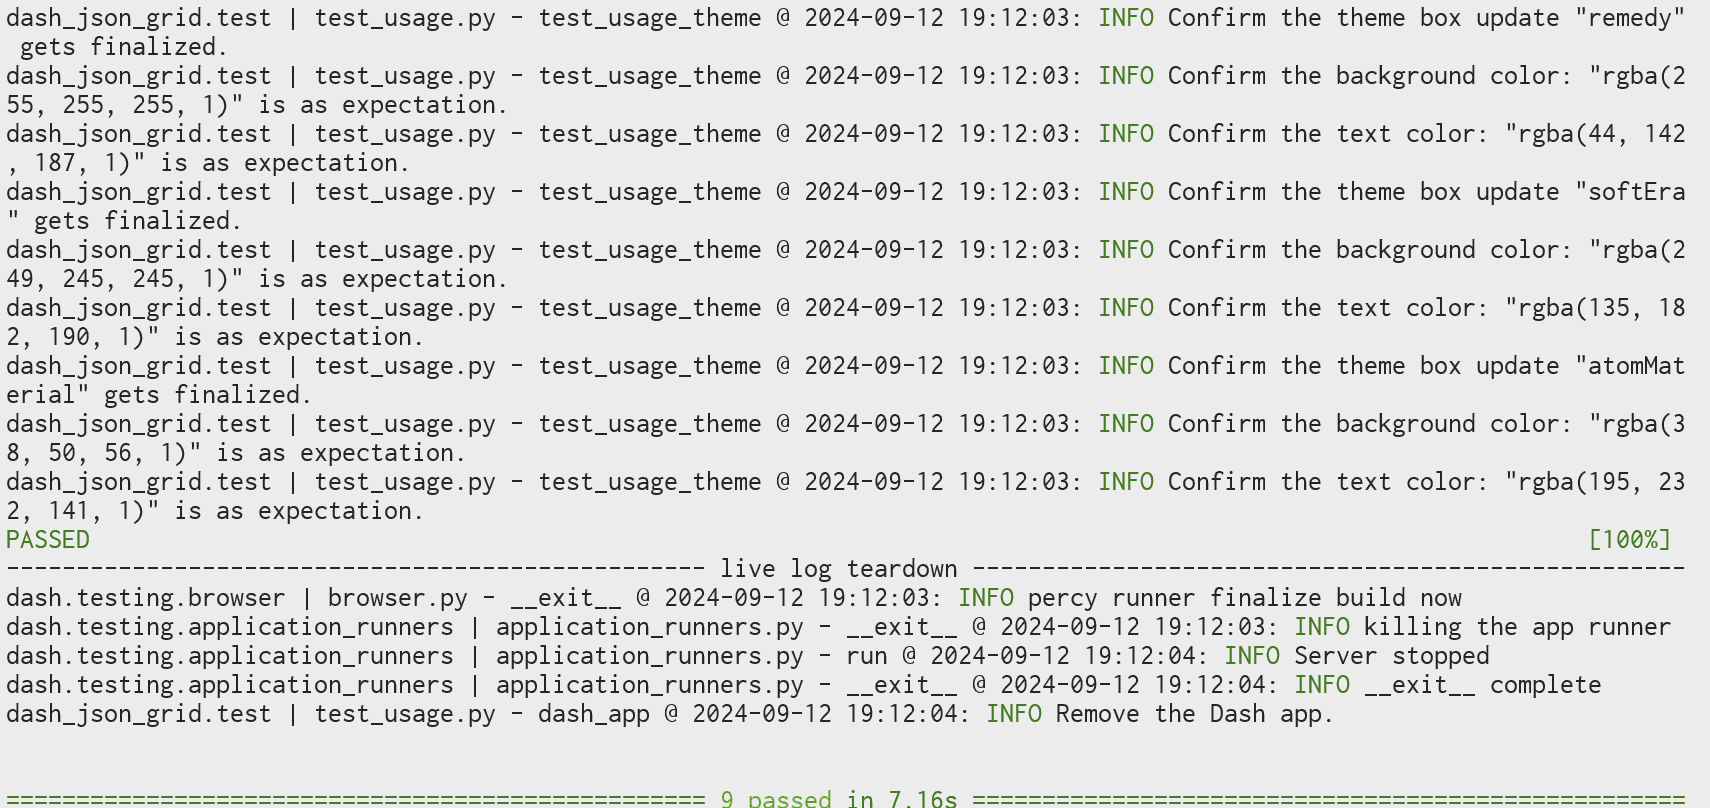 dash_json_grid.test | test_usage.py - test_usage_theme @ 2024-09-12 19:12:03: INFO Confirm the theme box update "remedy"
 gets finalized.
dash_json_grid.test | test_usage.py - test_usage_theme @ 2024-09-12 19:12:03: INFO Confirm the background color: "rgba(2
55, 255, 255, 1)" is as expectation.
dash_json_grid.test | test_usage.py - test_usage_theme @ 2024-09-12 19:12:03: INFO Confirm the text color: "rgba(44, 142
, 187, 1)" is as expectation.
dash_json_grid.test | test_usage.py - test_usage_theme @ 2024-09-12 19:12:03: INFO Confirm the theme box update "softEra
" gets finalized.
dash_json_grid.test | test_usage.py - test_usage_theme @ 2024-09-12 19:12:03: INFO Confirm the background color: "rgba(2
49, 245, 245, 1)" is as expectation.
dash_json_grid.test | test_usage.py - test_usage_theme @ 2024-09-12 19:12:03: INFO Confirm the text color: "rgba(135, 18
2, 190, 1)" is as expectation.
dash_json_grid.test | test_usage.py - test_usage_theme @ 2024-09-12 19:12:03: INFO Confirm the theme box update "atomMat
erial" gets finalized.
dash_json_grid.test | test_usage.py - test_usage_theme @ 2024-09-12 19:12:03: INFO Confirm the background color: "rgba(3
8, 50, 56, 1)" is as expectation.
dash_json_grid.test | test_usage.py - test_usage_theme @ 2024-09-12 19:12:03: INFO Confirm the text color: "rgba(195, 23
2, 141, 1)" is as expectation.
PASSED [100%]
-------------------------------------------------- live log teardown ---------------------------------------------------
dash.testing.browser | browser.py - __exit__ @ 2024-09-12 19:12:03: INFO percy runner finalize build now
dash.testing.application_runners | application_runners.py - __exit__ @ 2024-09-12 19:12:03: INFO killing the app runner
dash.testing.application_runners | application_runners.py - run @ 2024-09-12 19:12:04: INFO Server stopped
dash.testing.application_runners | application_runners.py - __exit__ @ 2024-09-12 19:12:04: INFO __exit__ complete
dash_json_grid.test | test_usage.py - dash_app @ 2024-09-12 19:12:04: INFO Remove the Dash app.
================================================== 9 passed in 7.16s ===================================================